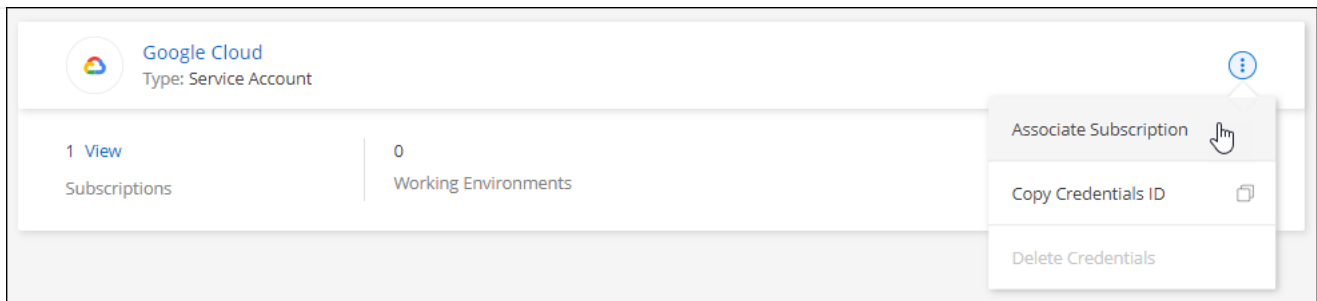 Google Cloud
Type: Service Account
Associate Subscription
1 View
0
Subscriptions
Working Environments
Copy Credentials ID
Delete Credentials